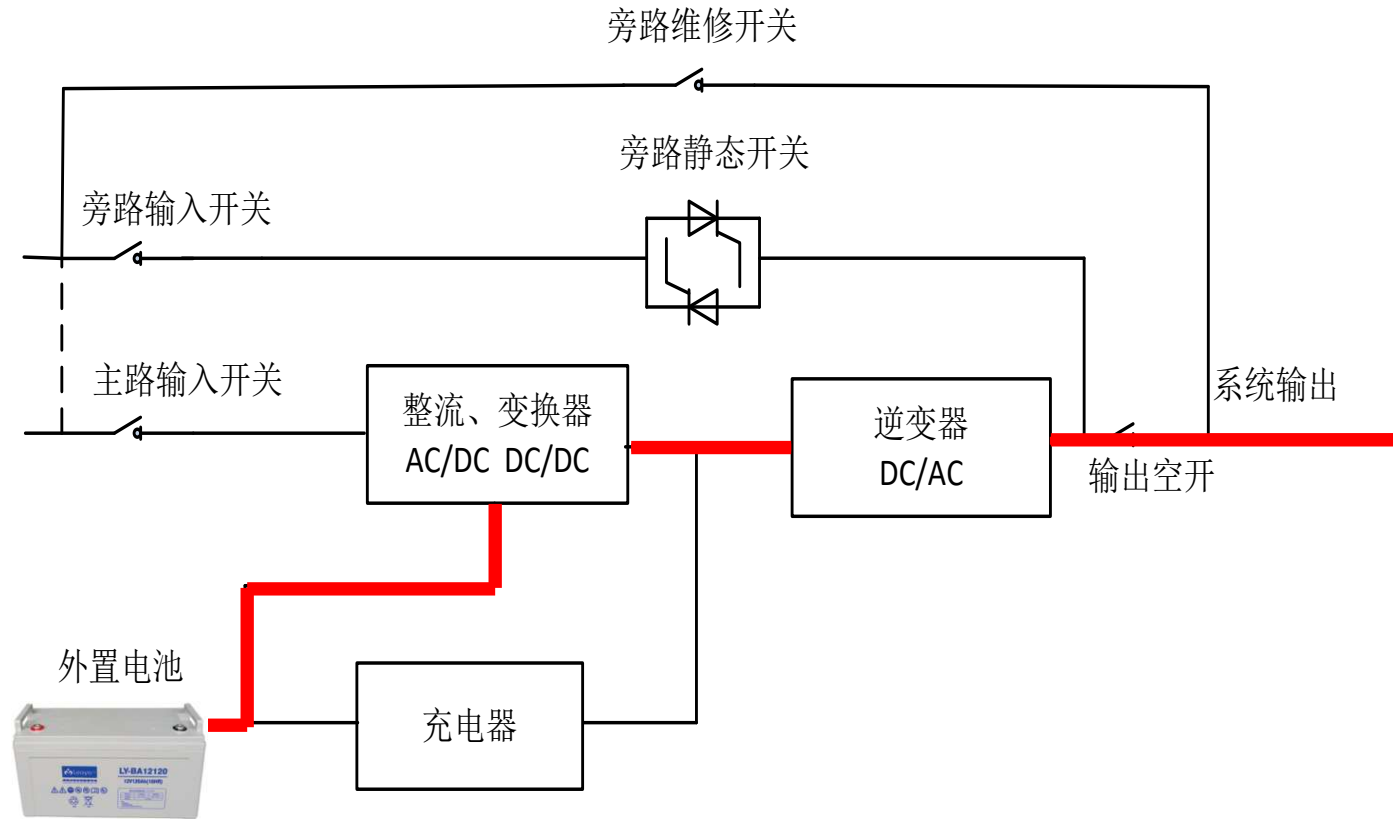 旁路维修开关
旁路静态开关
旁路输入开关
主路输入开关
整流、变换器
AC/DC DC/DC
逆变器
DC/AC
系统输出
输出空开
外置电池
充电器
LY-BA12120